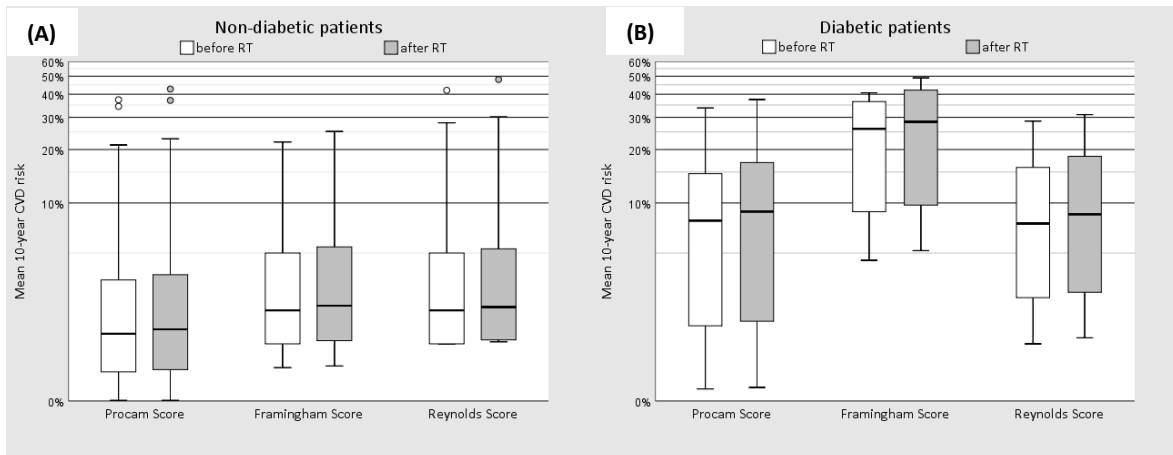 (A)
Non-diabetic patients
before RT
after RT
Mean 10-year CVD risk
60%
50%
40%
30%
20%
10%
0%
Procam Score
Framingham Score
Reynolds Score
(B)
Diabetic patients
before RT
after RT
Mean 10-year CVD risk
60%
50%
40%
30%
20%
10%
0%
Procam Score
Framingham Score
Reynolds Score